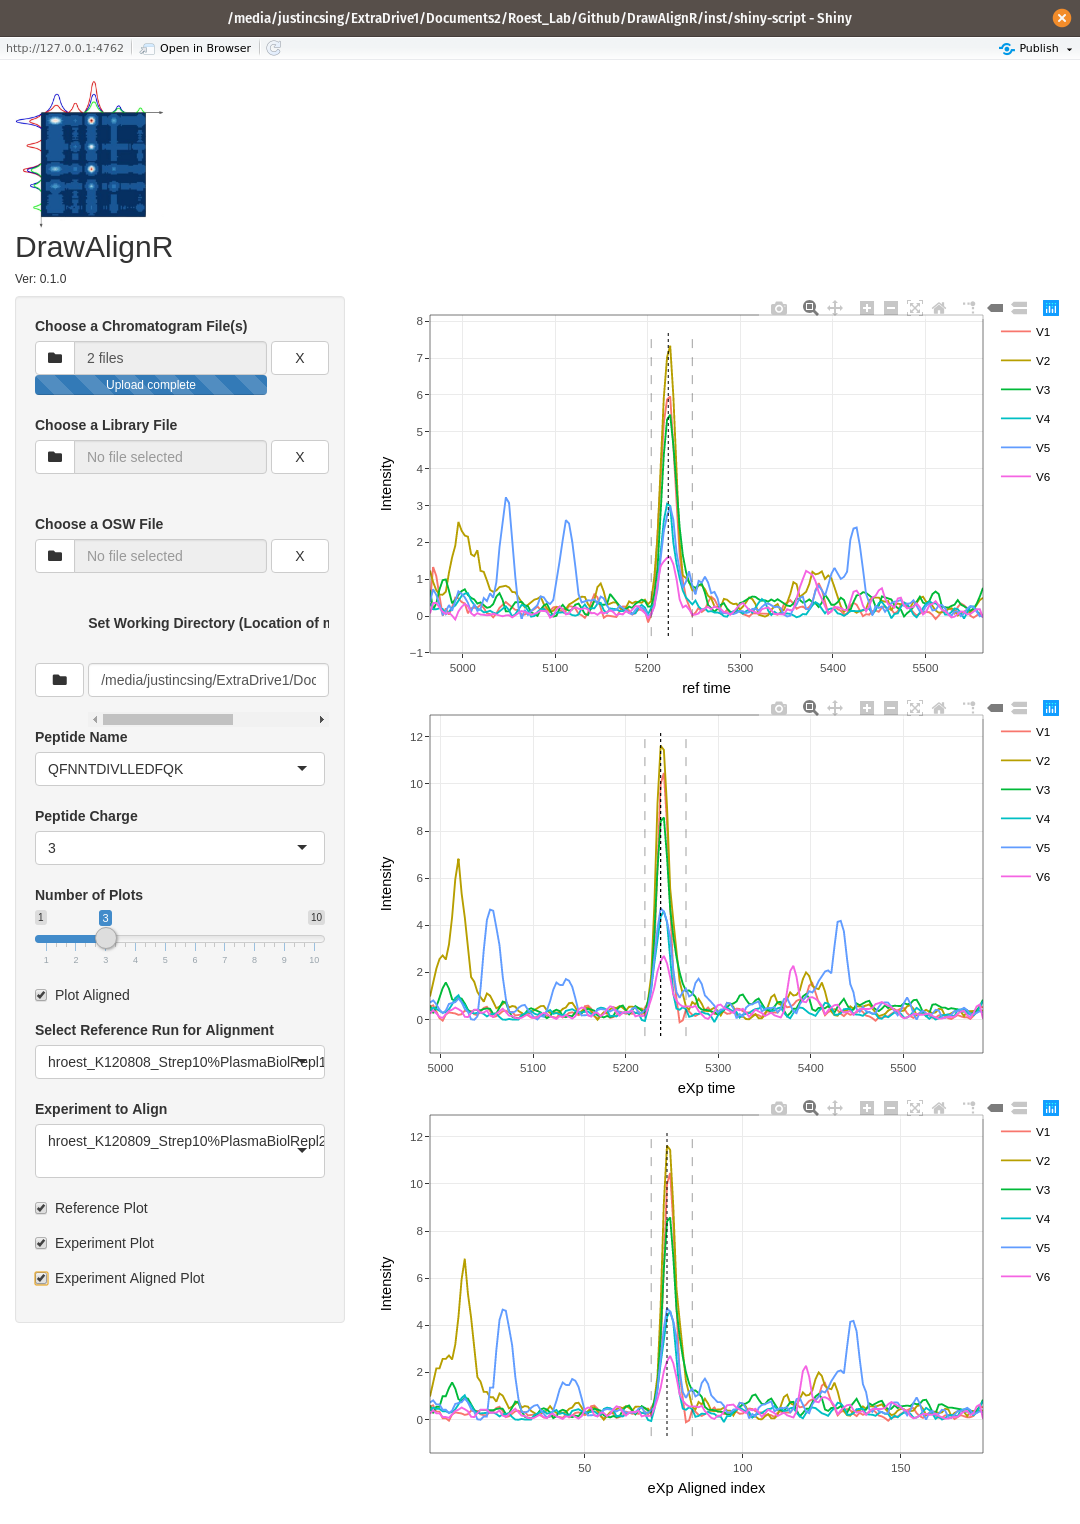 /media/justincsing/ExtraDrive1/Documents2/Roest_Lab/Github/DrawAlignR/inst/shiny-script - Shiny
http://127.0.0.1:4762
Open in Browser
Publish
DrawAlignR
Ver: 0.1.0
Choose a Chromatogram File(s)
2 files
X
Upload complete
Choose a Library File
No file selected
X
Choose a OSW File
No file selected
X
Set Working Directory (Location of n
/media/justincsing/ExtraDrive1/Doc
Peptide Name
QFNNTDIVLLEDFQK
Peptide Charge
3
Number of Plots
1
3
10
1 2 3 4 5 6 7 8 9 10
Plot Aligned
Select Reference Run for Alignment
hroest_K120808_Strep10%PlasmaBiolRepl1
Experiment to Align
hroest_K120809_Strep10%PlasmaBiolRepl2
Reference Plot
Experiment Plot
Experiment Aligned Plot
Intensity
8
7
6
5
4
3
2
1
0
−1
5000 5100 5200 5300 5400 5500
ref time
V1
V2
V3
V4
V5
V6
Intensity
12
10
8
6
4
2
0
5000 5100 5200 5300 5400 5500
eXp time
V1
V2
V3
V4
V5
V6
Intensity
12
10
8
6
4
2
0
50 100 150
eXp Aligned index
V1
V2
V3
V4
V5
V6